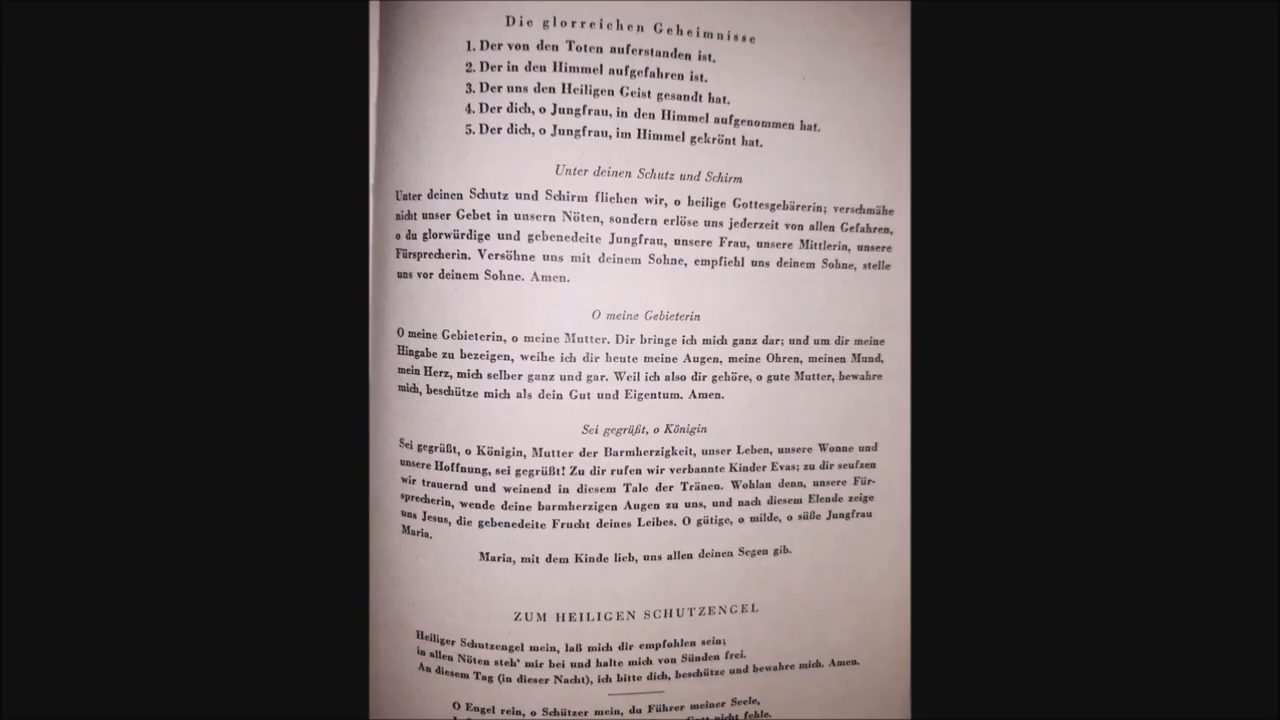 Die glorreichen Geheimnisse
1. Der von den Toten auferstanden ist.
2. Der in den Himmel aufgefahren ist.
3. Der uns den Heiligen Geist gesandt hat.
4. Der dich, o Jungfrau, in den Himmel aufgenommen hat.
5. Der dich, o Jungfrau, im Himmel gekrönt hat.
Unter deinen Schutz und Schirm
Unter deinen Schutz und Schirm fliehen wir, o heilige Gottesgebärerin; verschmähe
nicht unser Gebet in unsern Nöten, sondern erlöse uns jederzeit von allen Gefahren,
o du glorwürdige und gebenedeite Jungfrau, unsere Frau, unsere Mittlerin, unsere
Fürsprecherin. Versöhne uns mit deinem Sohne, empfiehl uns deinem Sohne, stelle
uns vor deinem Sohne. Amen.
O meine Gebieterin
O meine Gebieterin, o meine Mutter. Dir bringe ich mich ganz dar; und um dir meine
Hingabe zu bezeigen, weihe ich dir heute meine Augen, meine Ohren, meinen Mund,
mein Herz, mich selber ganz und gar. Weil ich also dir gehöre, o gute Mutter, bewahre
mich, beschütze mich als dein Gut und Eigentum. Amen.
Sei gegrüßt, o Königin
Sei gegrüßt, o Königin, Mutter der Barmherzigkeit, unser Leben, unsere Wonne und
unsere Hoffnung, sei gegrüßt! Zu dir rufen wir verbannte Kinder Evas; zu dir seufzen
wir trauernd und weinend in diesem Tale der Tränen. Wohlan denn, unsere Für-
sprecherin, wende deine barmherzigen Augen zu uns, und nach diesem Elende zeige
uns Jesus, die gebenedeite Frucht deines Leibes. O gütige, o milde, o süße Jungfrau
Maria.
Maria, mit dem Kinde lieb, uns allen deinen Segen gib.
ZUM HEILIGEN SCHUTZENGEL
Heiliger Schutzengel mein, laß mich dir empfohlen sein;
in allen Nöten steh' mir bei und halte mich von Sünden frei.
An diesem Tag (in dieser Nacht), ich bitte dich, beschütze und bewahre mich. Amen.
O Engel rein, o Schützer mein, du Führer meiner Seele,
Gott nicht fehle.